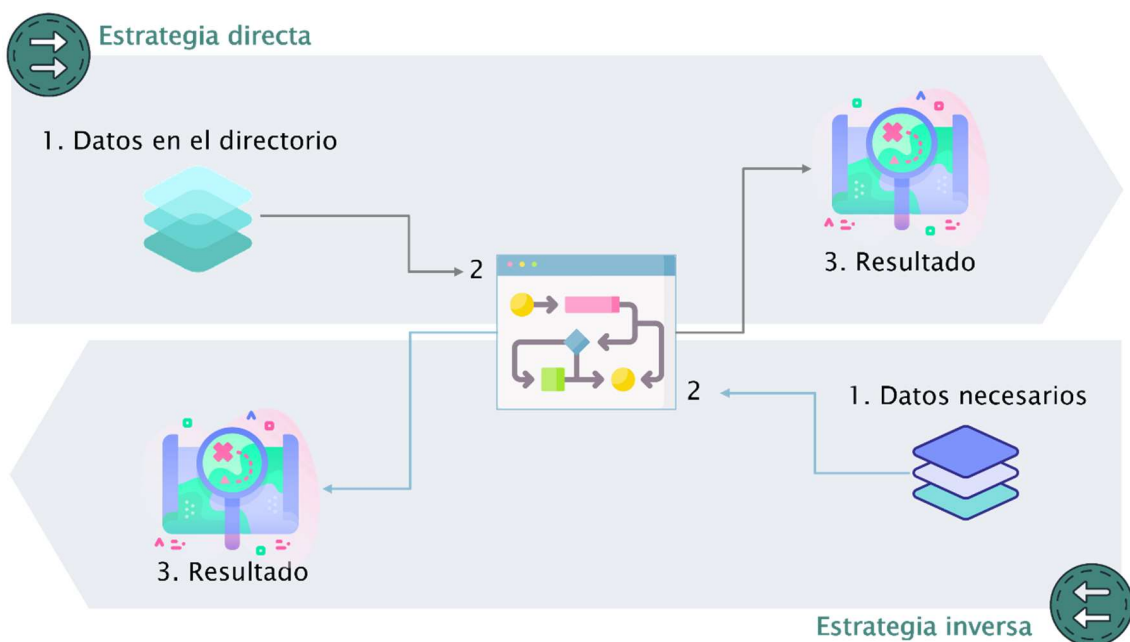 Estrategia directa
1. Datos en el directorio
2
3. Resultado
2
1. Datos necesarios
3. Resultado
Estrategia inversa